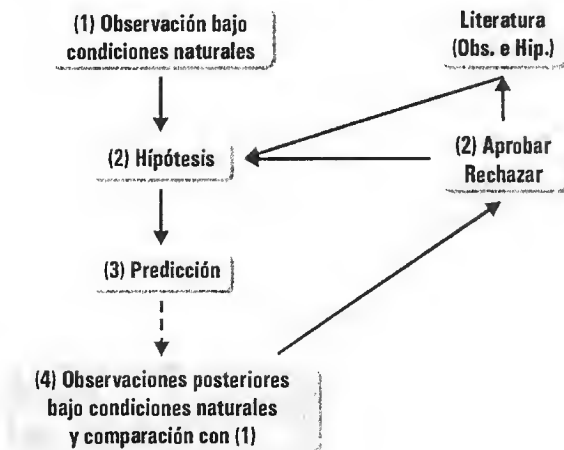 (1) Observación bajo
condiciones naturales
Literatura
(Obs. e Hip.)
(2) Hípótesis
(2) Aprobar
Rechazar
(3) Predicción
(4) Observaciones posteriores
bajo condiciones naturales
y comparación con (1)